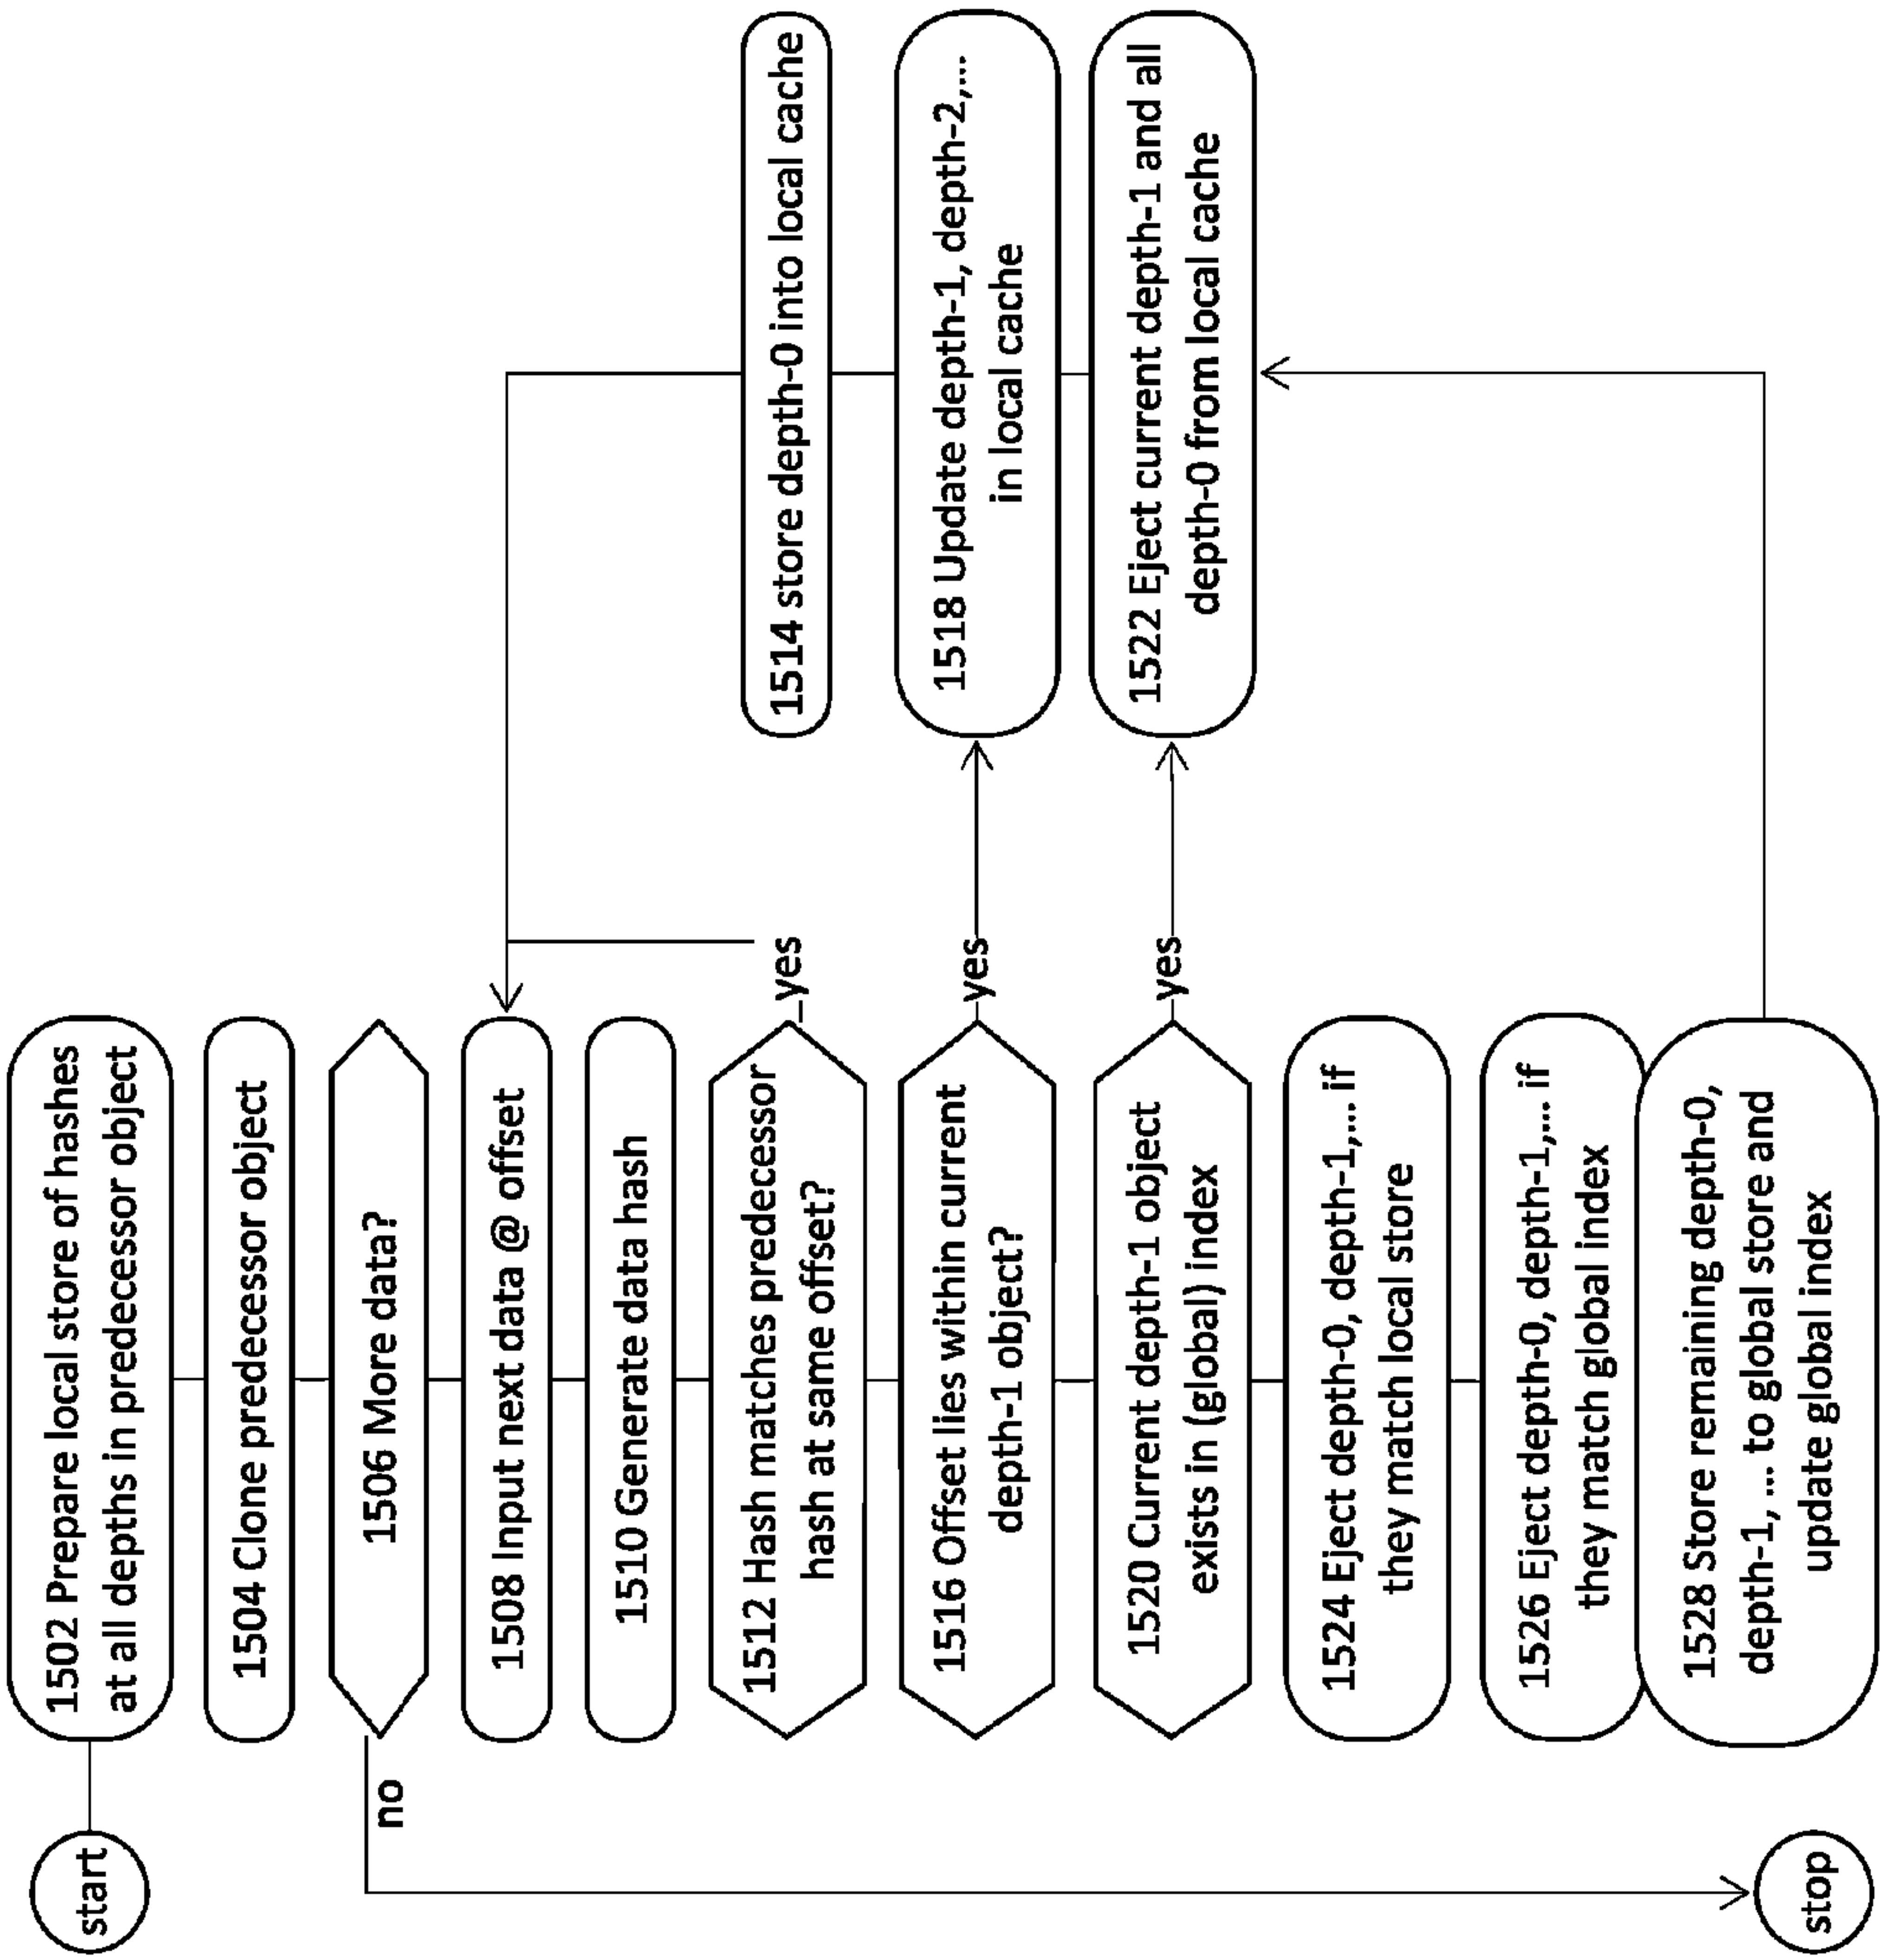 start
1502 Prepare local store of hashes
at all depths in predecessor object
1504 Clone predecessor object
1506 More data?
no
1508 Input next data @ offset
1510 Generate data hash
1512 Hash matches predecessor
hash at same offset?
yes
1514 store depth-0 into local cache
1516 Offset lies within current
depth-1 object?
yes
1518 Update depth-1, depth-2,...
in local cache
1520 Current depth-1 object
exists in (global) index
yes
1522 Eject current depth-1 and all
depth-0 from local cache
1524 Eject depth-0, depth-1,... if
they match local store
1526 Eject depth-0, depth-1,... if
they match global index
1528 Store remaining depth-0,
depth-1, ... to global store and
update global index
stop